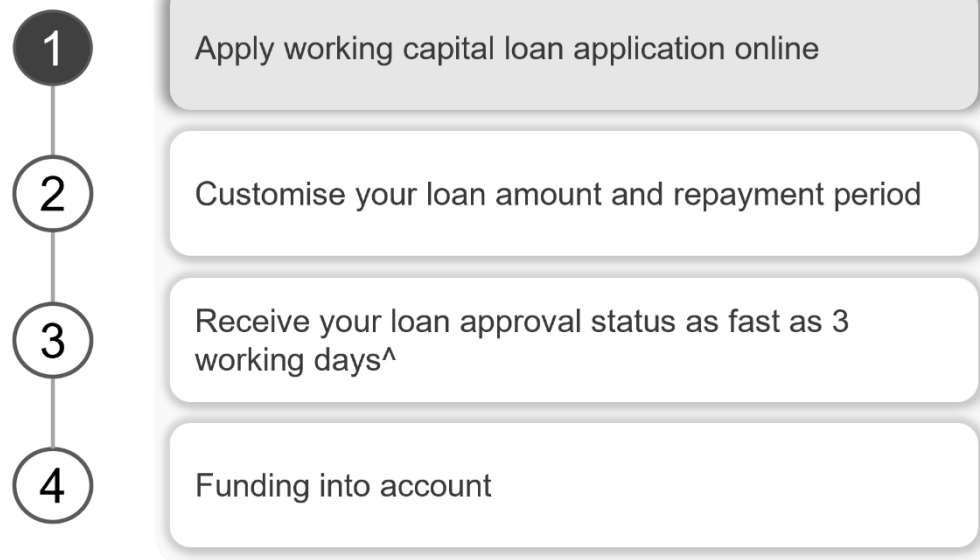 1
Apply working capital loan application online
2
Customise your loan amount and repayment period
3
Receive your loan approval status as fast as 3
working days^
4
Funding into account